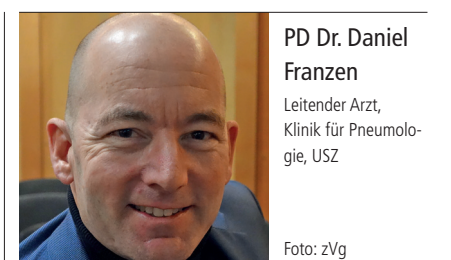 PD Dr. Daniel
Franzen
Leitender Arzt,
Klinik für Pneumolo-
gie, USZ
Foto: zVg